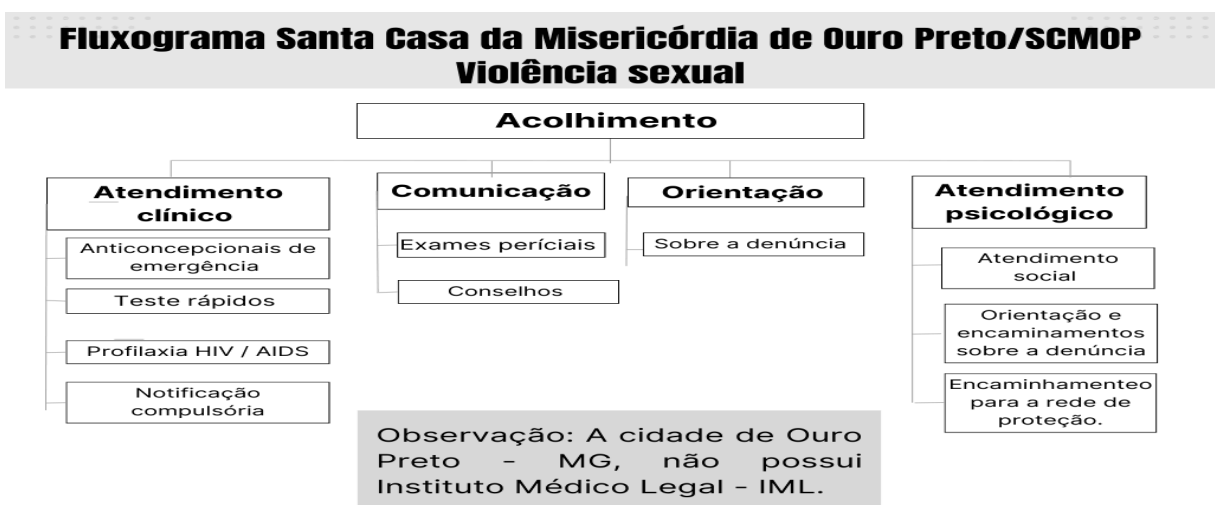 Fluxograma Santa Casa da Misericórdia de Ouro Preto/SCMOP
Violência sexual
Acolhimento
Atendimento
clínico
Anticoncepcionais de
emergência
Teste rápidos
Profilaxia HIV / AIDS
Notificação
compulsória
Comunicação
Exames períciais
Conselhos
Orientação
Sobre a denúncia
Atendimento
psicológico
Atendimento
social
Orientação e
encaminamentos
sobre a denúncia
Encaminhamenteo
para a rede de
proteção.
Observação: A cidade de Ouro
Preto - MG, não possui
Instituto Médico Legal - IML.